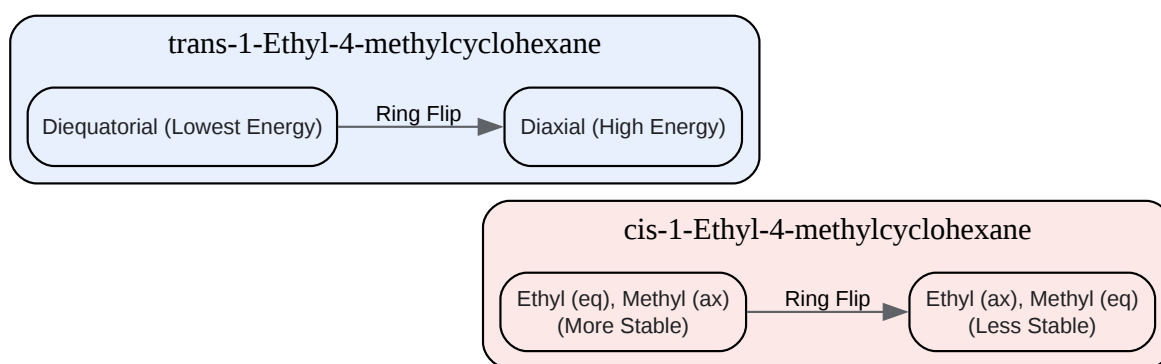 trans-1-Ethyl-4-methylcyclohexane
Diequatorial (Lowest Energy)
Ring Flip
Diaxial (High Energy)
cis-1-Ethyl-4-methylcyclohexane
Ethyl (eq), Methyl (ax)
(More Stable)
Ring Flip
Ethyl (ax), Methyl (eq)
(Less Stable)